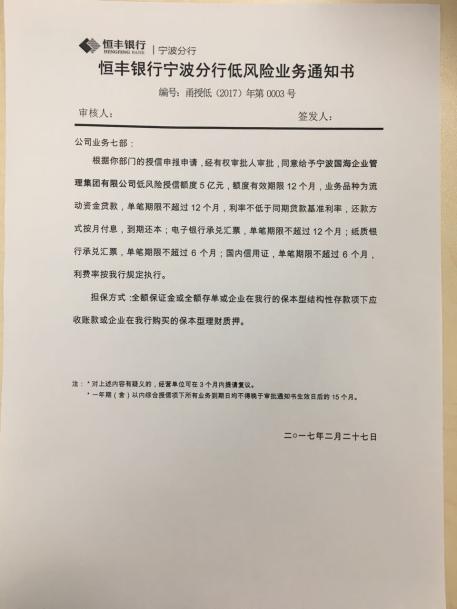 恒丰银行 | 宁波分行
HENGFENG BANK
恒丰银行宁波分行低风险业务通知书
编号：甬授低（2017）年第 0003 号
审核人： 签发人：
公司业务七部：
根据你部门的授信申报申请，经有权审批人审批，同意给予宁波国海企业管
理集团有限公司低风险授信额度 5 亿元，额度有效期限 12 个月，业务品种为流
动资金贷款，单笔期限不超过 12 个月，利率不低于同期贷款基准利率，还款方
式按月付息，到期还本；电子银行承兑汇票，单笔期限不超过 12 个月；纸质银
行承兑汇票，单笔期限不超过 6 个月；国内信用证，单笔期限不超过 6 个月，
利费率按我行规定执行。
担保方式：全额保证金或全额存单或企业在我行的保本型结构性存款项下应
收账款或企业在我行购买的保本型理财质押。
注：*对上述内容有疑义的，经营单位可在 3 个月内提请复议。
*一年期（含）以内综合授信项下所有业务到期日均不得晚于审批通知书生效日后的 15 个月。
二○一七年二月二十七日